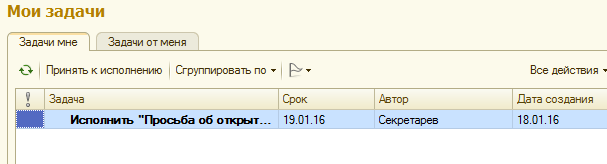 Мои задачи
Задачи мне Задачи от меня
Принять к исполнению Сгруппировать по Все действия
! Задача Срок Автор Дата создания
Исполнить "Просьба об открыт... 19.01.16 Секретарев 18.01.16